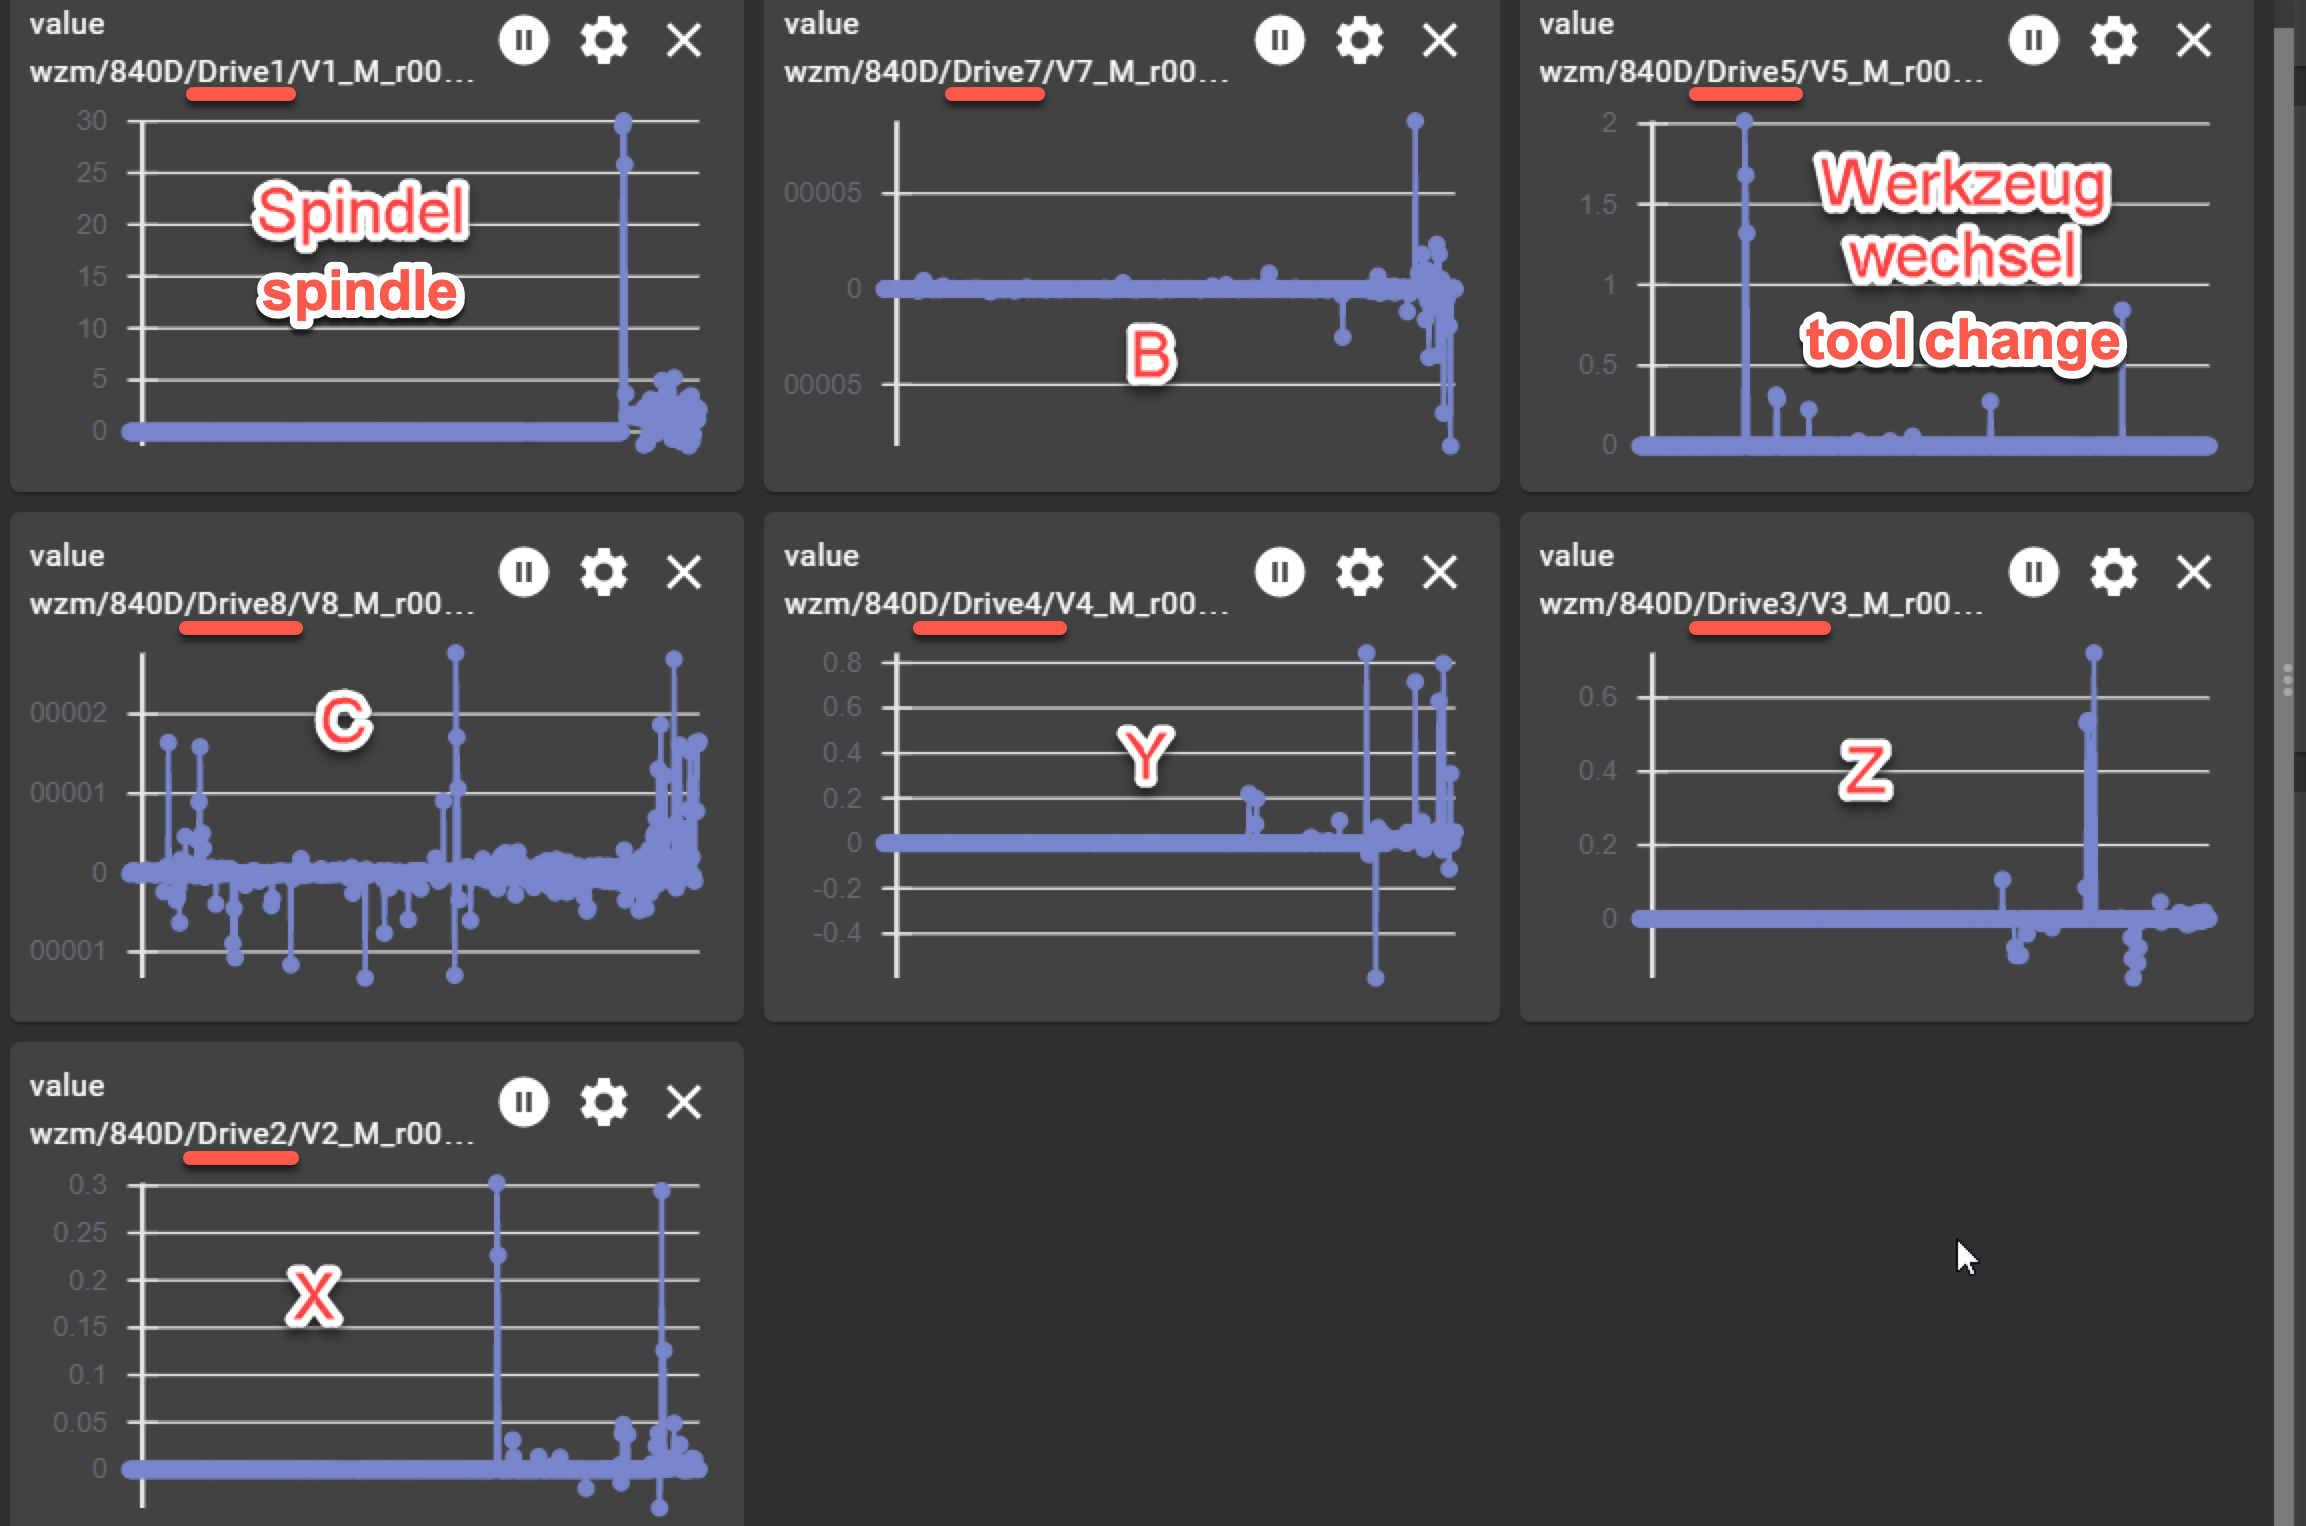 value
wzm/840D/Drive1/V1_M_r00...
30
25
20
15
10
5
0
Spindel
spindle
value
wzm/840D/Drive7/V7_M_r00...
00005
0
00005
B
value
wzm/840D/Drive5/V5_M_r00...
2
1.5
1
0.5
0
Werkzeug
wechsel
tool change
value
wzm/840D/Drive8/V8_M_r00...
00002
00001
0
00001
C
value
wzm/840D/Drive4/V4_M_r00...
0.8
0.6
0.4
0.2
0
-0.2
-0.4
Y
value
wzm/840D/Drive3/V3_M_r00...
0.6
0.4
0.2
0
Z
value
wzm/840D/Drive2/V2_M_r00...
0.3
0.25
0.2
0.15
0.1
0.05
0
X